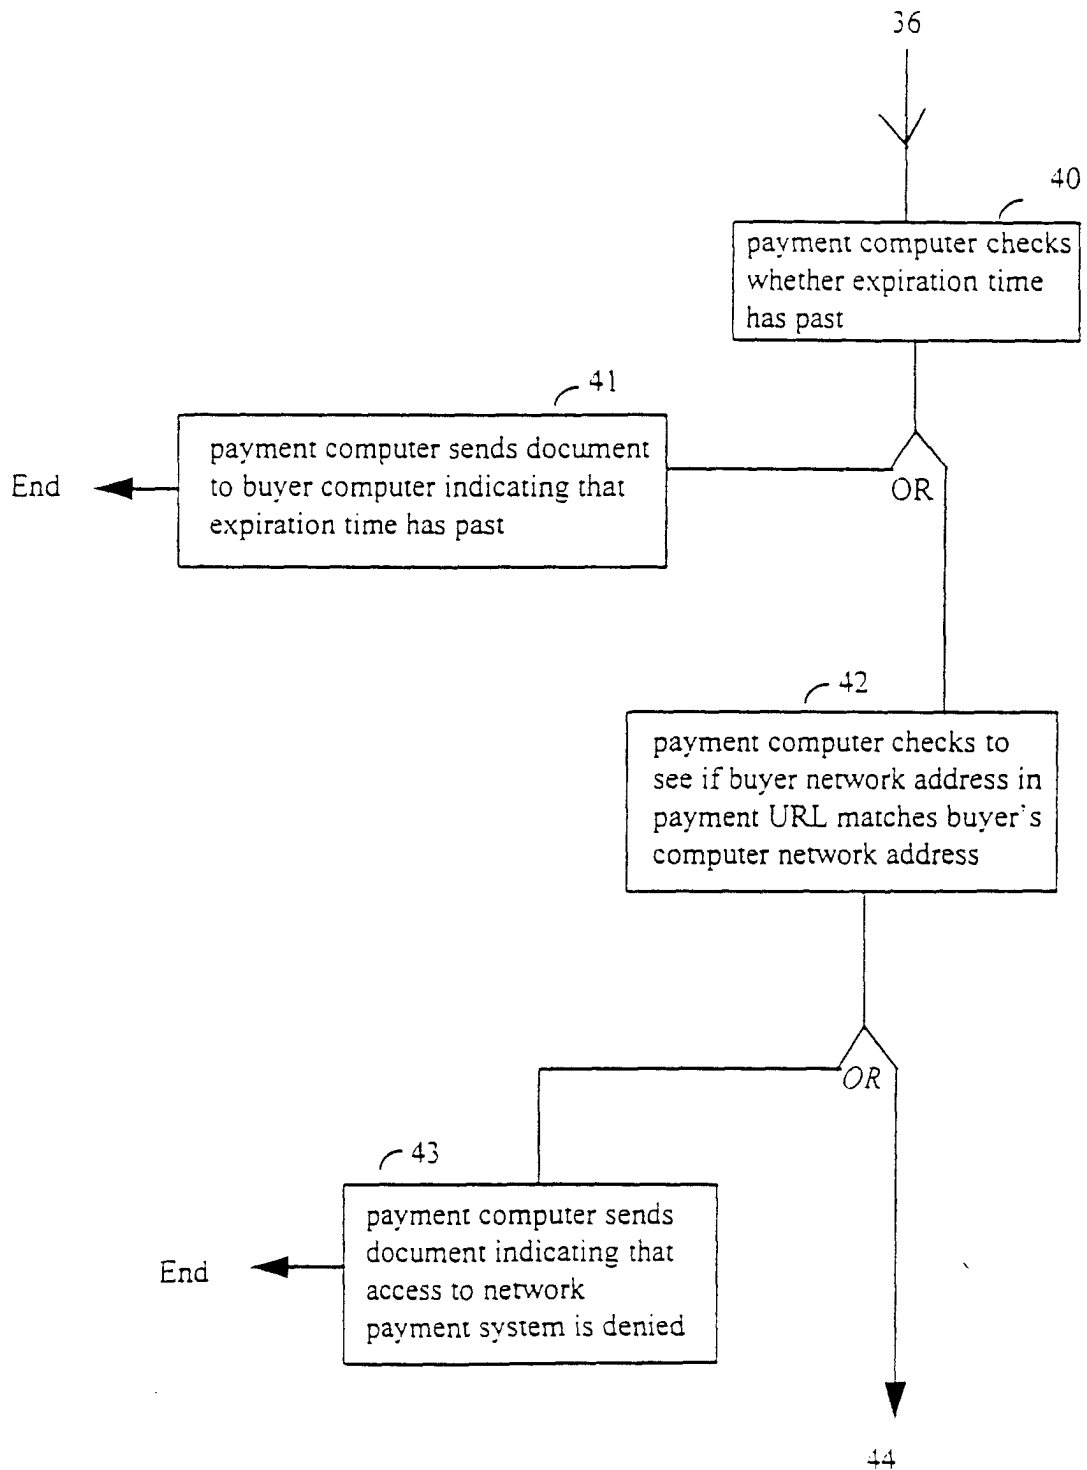 36
40
payment computer checks
whether expiration time
has past
41
payment computer sends document
to buyer computer indicating that
expiration time has past
End
OR
42
payment computer checks to
see if buyer network address in
payment URL matches buyer's
computer network address
OR
43
payment computer sends
document indicating that
access to network
payment system is denied
End
44